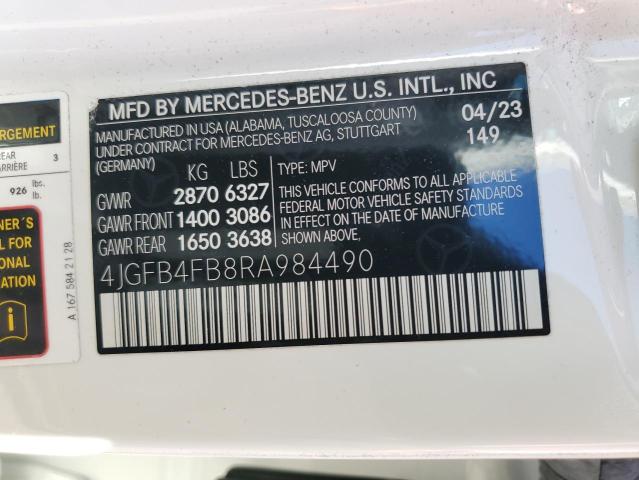 MFD BY MERCEDES-BENZ U.S. INTL., INC
MANUFACTURED IN USA (ALABAMA, TUSCALOOSA COUNTY) 04/23
UNDER CONTRACT FOR MERCEDES-BENZ AG, STUTTGART 149
(GERMANY) KG LBS TYPE: MPV
GVWR 2870 6327
GAWR FRONT 1400 3086
GAWR REAR 1650 3638
THIS VEHICLE CONFORMS TO ALL APPLICABLE
FEDERAL MOTOR VEHICLE SAFETY STANDARDS
IN EFFECT ON THE DATE OF MANUFACTURE
SHOWN ABOVE.
4JGFB4FB8RA984490
ARGEMENT
REAR 3
ARRIÈRE
926 lbs.
lb.
NER´S
L FOR
ONAL
ATION
A 167 584 21 28